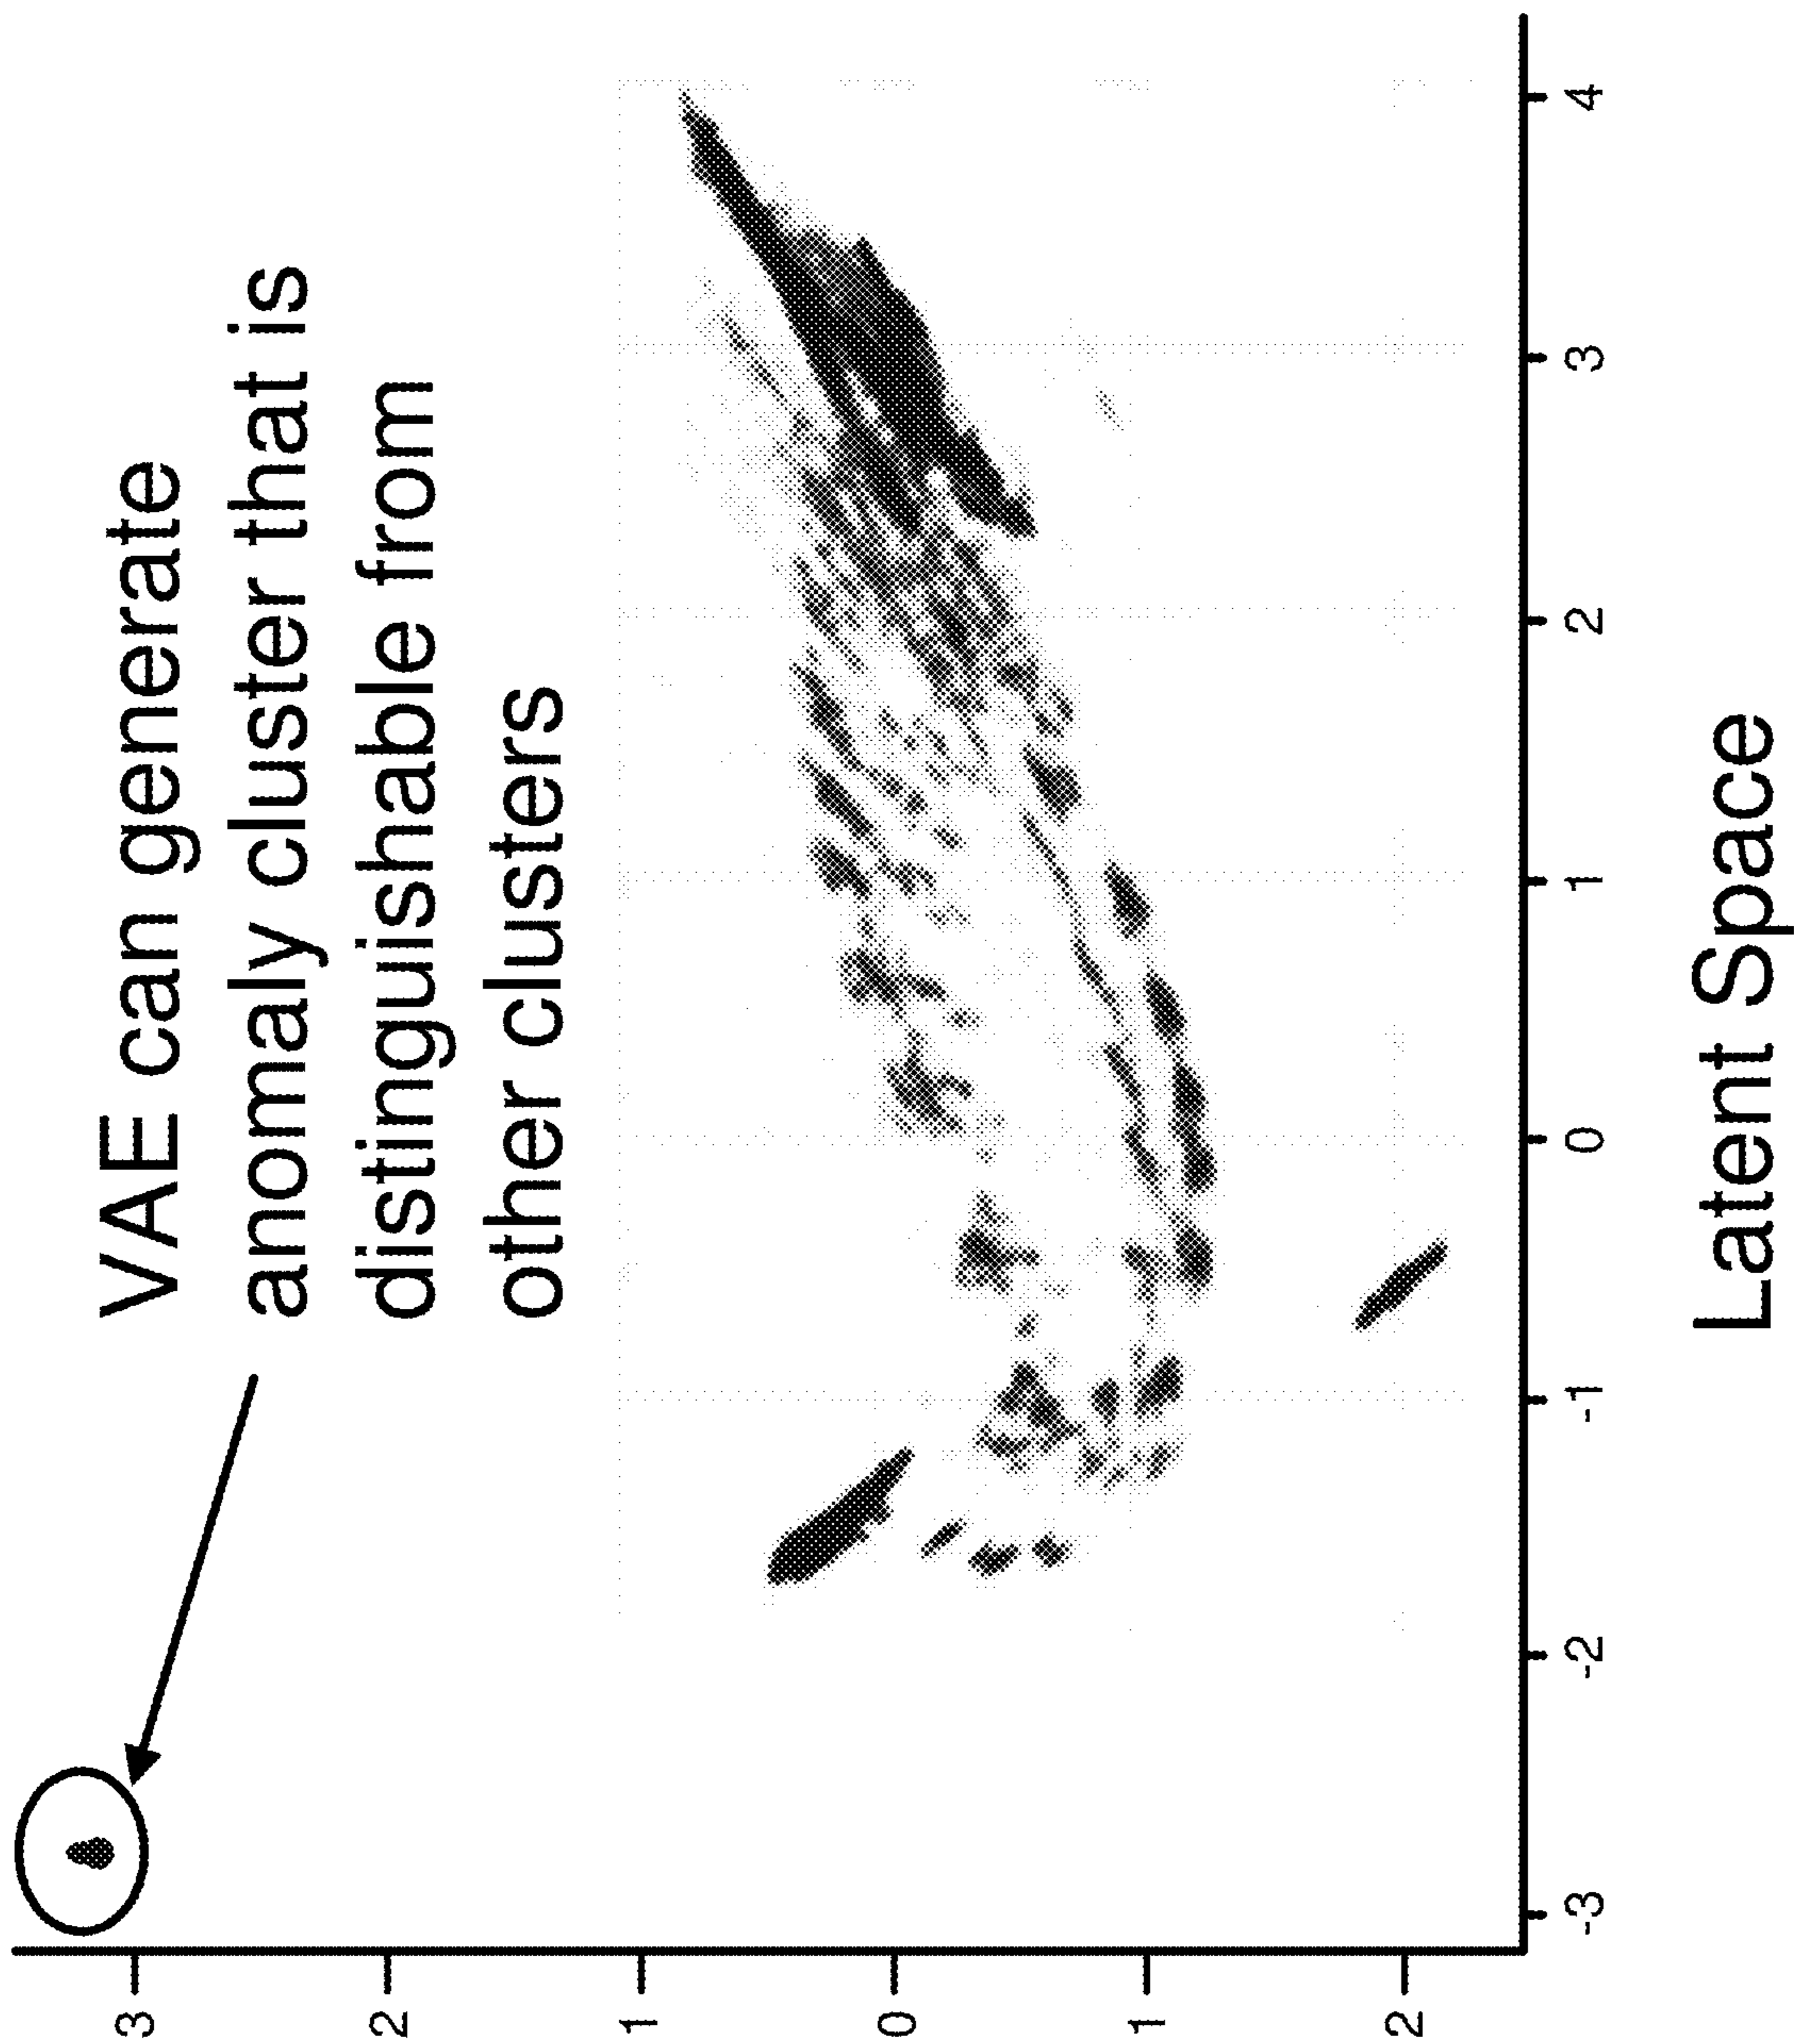 VAE can generate
anomaly cluster that is
distinguishable from
other clusters
3
2
1
0
1
2
-3
-2
-1
0
1
2
3
4
Latent Space